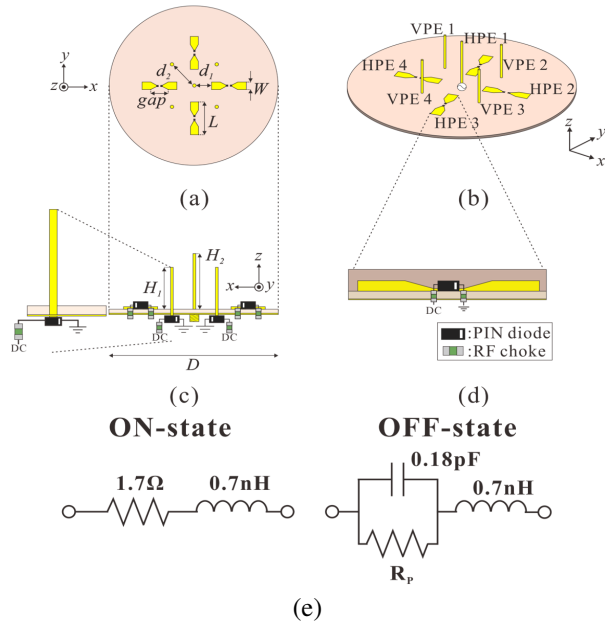 y
z
x
d₂
d₁
W
gap
L
(a)
VPE 1
HPE 1
HPE 4
VPE 2
VPE 4
HPE 2
VPE 3
HPE 3
z
y
x
(b)
H₁
H₂
z
x
y
DC
DC
DC
D
(c)
DC
:PIN diode
:RF choke
(d)
ON-state
OFF-state
1.7Ω
0.7nH
0.18pF
0.7nH
Rₚ
(e)